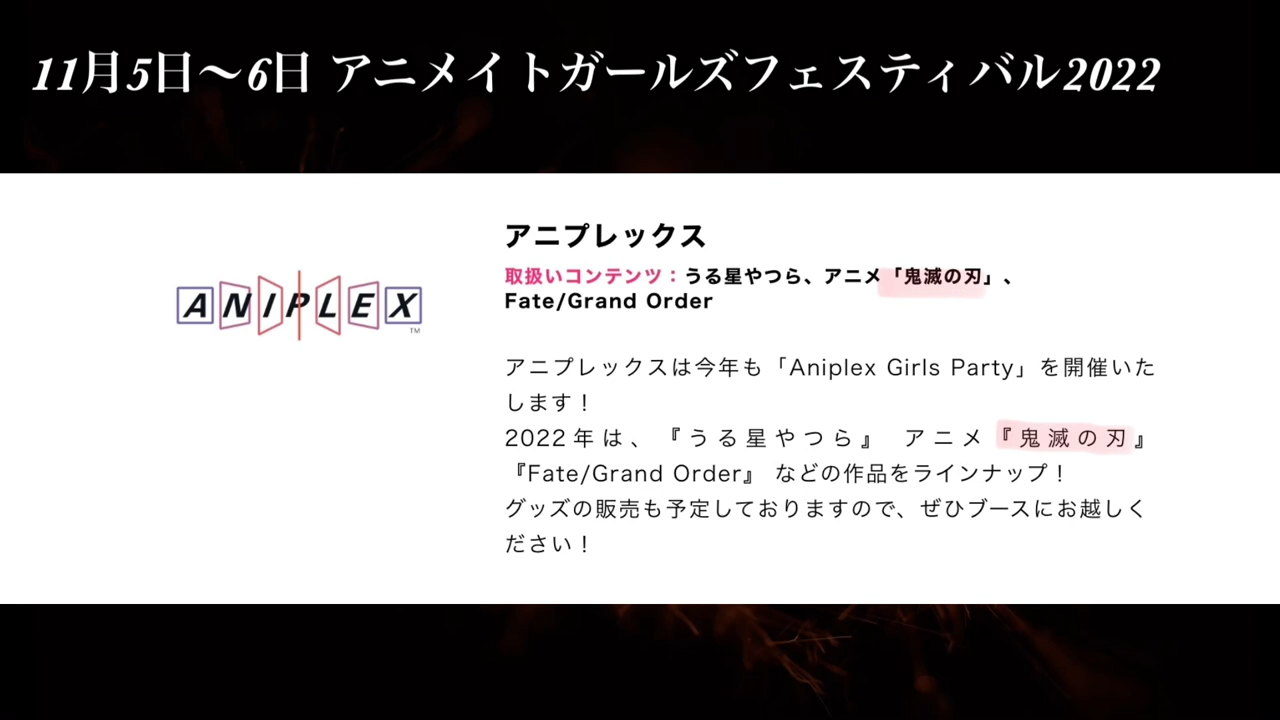 11月5日～6日 アニメイトガールズフェスティバル2022
ANIPLEX
TM
アニプレックス
取扱いコンテンツ：うる星やつら、アニメ「鬼滅の刃」、
Fate/Grand Order
アニプレックスは今年も「Aniplex Girls Party」を開催いた
します！
2022年は、『うる星やつら』 アニメ『鬼滅の刃』
『Fate/Grand Order』 などの作品をラインナップ！
グッズの販売も予定しておりますので、ぜひブースにお越しく
ださい！